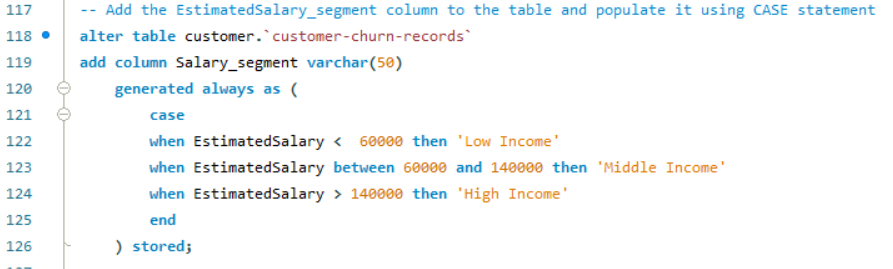 117 -- Add the EstimatedSalary_segment column to the table and populate it using CASE statement
118 alter table customer.`customer-churn-records`
119 add column Salary_segment varchar(50)
120 generated always as (
121 case
122 when EstimatedSalary <  60000 then 'Low Income'
123 when EstimatedSalary between 60000 and 140000 then 'Middle Income'
124 when EstimatedSalary > 140000 then 'High Income'
125 end
126 ) stored;